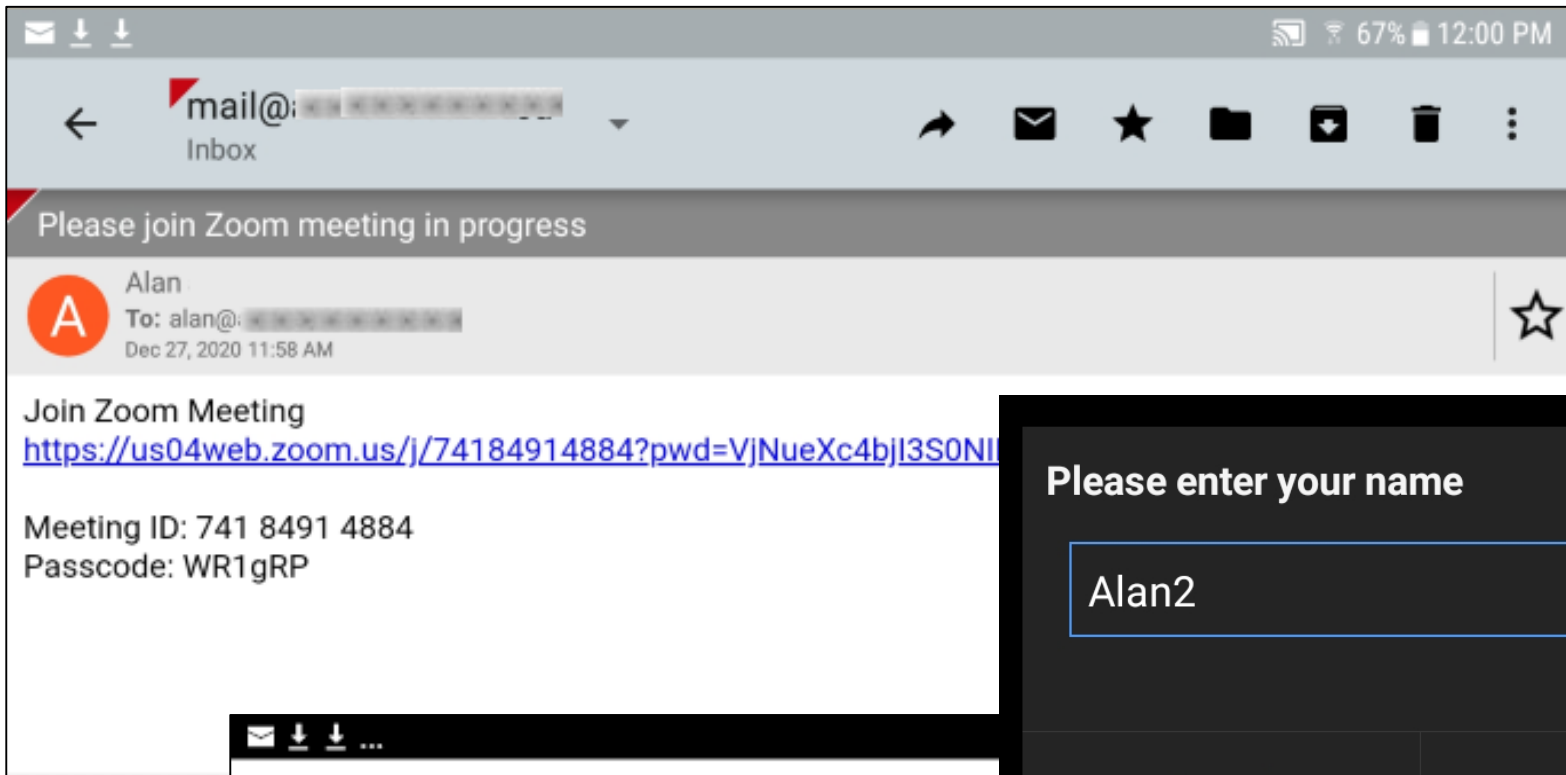 67% 12:00 PM
mail@
Inbox
Please join Zoom meeting in progress
A
Alan
To: alan@
Dec 27, 2020 11:58 AM
Join Zoom Meeting
https://us04web.zoom.us/j/74184914884?pwd=VjNueXc4bjI3S0NI
Meeting ID: 741 8491 4884
Passcode: WR1gRP
Please enter your name
Alan2
...